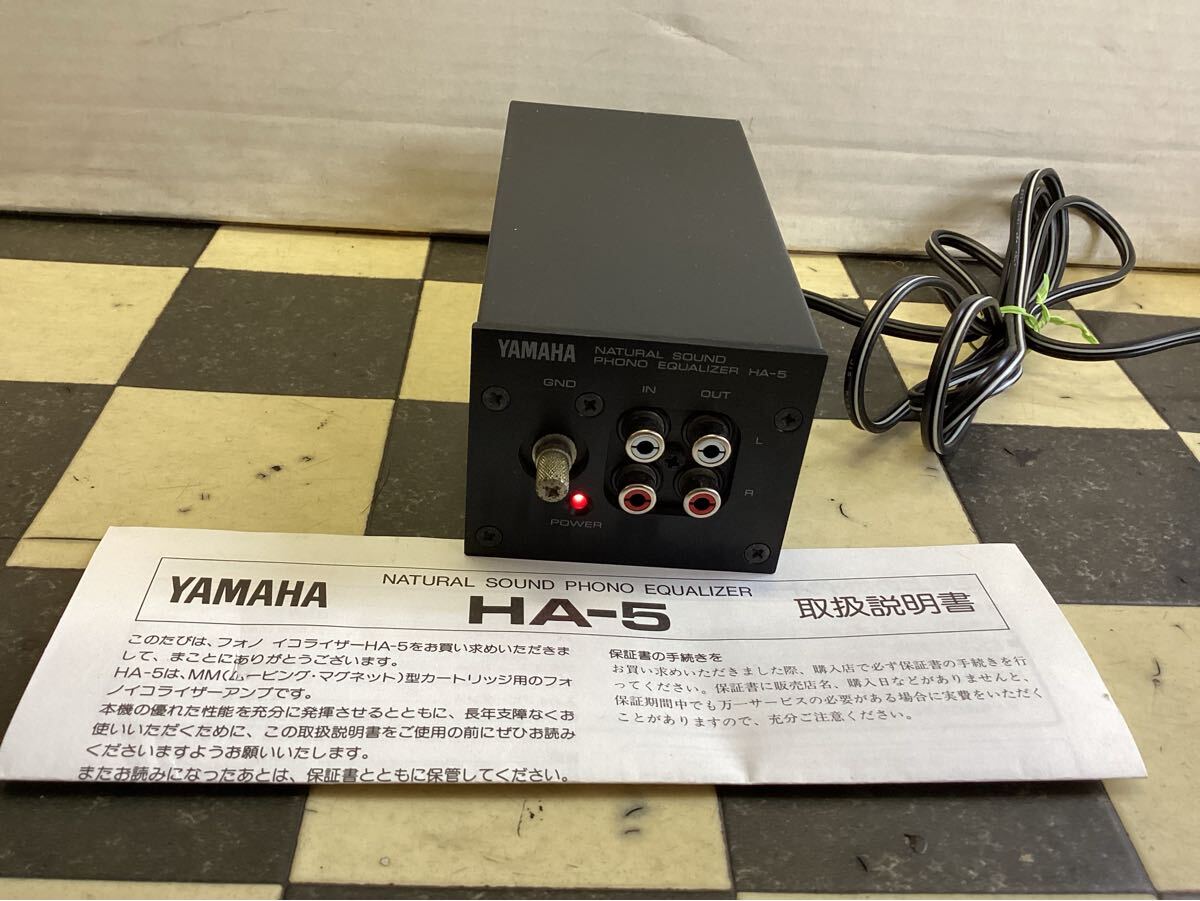 YAMAHA NATURAL SOUND
PHONO EQUALIZER HA-5
GND IN OUT
L
R
POWER
YAMAHA NATURAL SOUND PHONO EQUALIZER
HA-5 取扱説明書
このたびは、フォノ イコライザーHA-5をお買い求めいただきま
して、まことにありがとうございます。
HA-5は、MM(ムービング・マグネット)型カートリッジ用のフォ
ノイコライザーアンプです。
本機の優れた性能を充分に発揮させるとともに、長年支障なくお
使いいただくために、この取扱説明書をご使用の前にぜひお読み
くださいますようお願いいたします。
またお読みになったあとは、保証書とともに保管してください。
保証書の手続きを
お買い求めいただきました際、購入店で必ず保証書の手続きを行
ってください。保証書に販売店名、購入日などがありませんと、
保証期間中でも万一サービスの必要がある場合に実費をいただく
ことがありますので、充分ご注意ください。